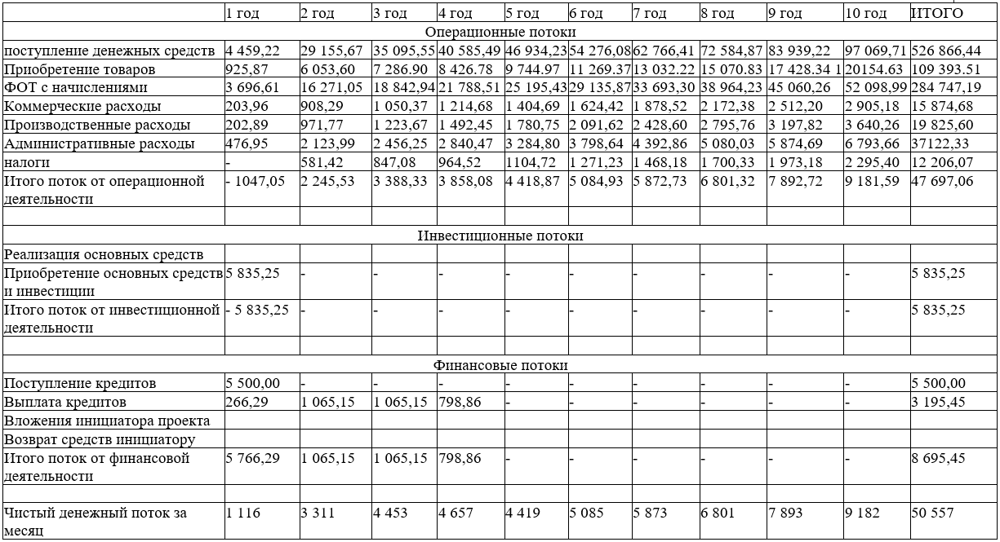 1 год 2 год 3 год 4 год 5 год 6 год 7 год 8 год 9 год 10 год ИТОГО
Операционные потоки
поступление денежных средств 4 459,22 29 155,67 35 095,55 40 585,49 46 934,23 54 276,08 62 766,41 72 584,87 83 939,22 97 069,71 526 866,44
Приобретение товаров 925,87 6 053,60 7 286.90 8 426.78 9 744.97 11 269.37 13 032.22 15 070.83 17 428.34 1 20154.63 109 393.51
ФОТ с начислениями 3 696,61 16 271,05 18 842,94 21 788,51 25 195,43 29 135,87 33 693,30 38 964,23 45 060,26 52 098,99 284 747,19
Коммерческие расходы 203,96 908,29 1 050,37 1 214,68 1 404,69 1 624,42 1 878,52 2 172,38 2 512,20 2 905,18 15 874,68
Производственные расходы 202,89 971,77 1 223,67 1 492,45 1 780,75 2 091,62 2 428,60 2 795,76 3 197,82 3 640,26 19 825,60
Административные расходы 476,95 2 123,99 2 456,25 2 840,47 3 284,80 3 798,64 4 392,86 5 080,03 5 874,69 6 793,66 37122,33
налоги - 581,42 847,08 964,52 1104,72 1 271,23 1 468,18 1 700,33 1 973,18 2 295,40 12 206,07
Итого поток от операционной - 1047,05 2 245,53 3 388,33 3 858,08 4 418,87 5 084,93 5 872,73 6 801,32 7 892,72 9 181,59 47 697,06
деятельности
Инвестиционные потоки
Реализация основных средств
Приобретение основных средств 5 835,25 - - - - - - - - - 5 835,25
и инвестиции
Итого поток от инвестиционной - 5 835,25 - - - - - - - - - 5 835,25
деятельности
Финансовые потоки
Поступление кредитов 5 500,00 - - - - - - - - - 5 500,00
Выплата кредитов 266,29 1 065,15 1 065,15 798,86 - - - - - - 3 195,45
Вложения инициатора проекта
Возврат средств инициатору
Итого поток от финансовой 5 766,29 1 065,15 1 065,15 798,86 - - - - - - 8 695,45
деятельности
Чистый денежный поток за 1 116 3 311 4 453 4 657 4 419 5 085 5 873 6 801 7 893 9 182 50 557
месяц